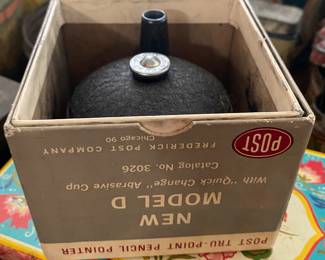 POST TRU-POINT PENCIL POINTER
NEW
MODEL D
With "Quick Change" Abrasive Cup
Catalog No. 3026
FREDERICK POST COMPANY
Chicago 90
POST